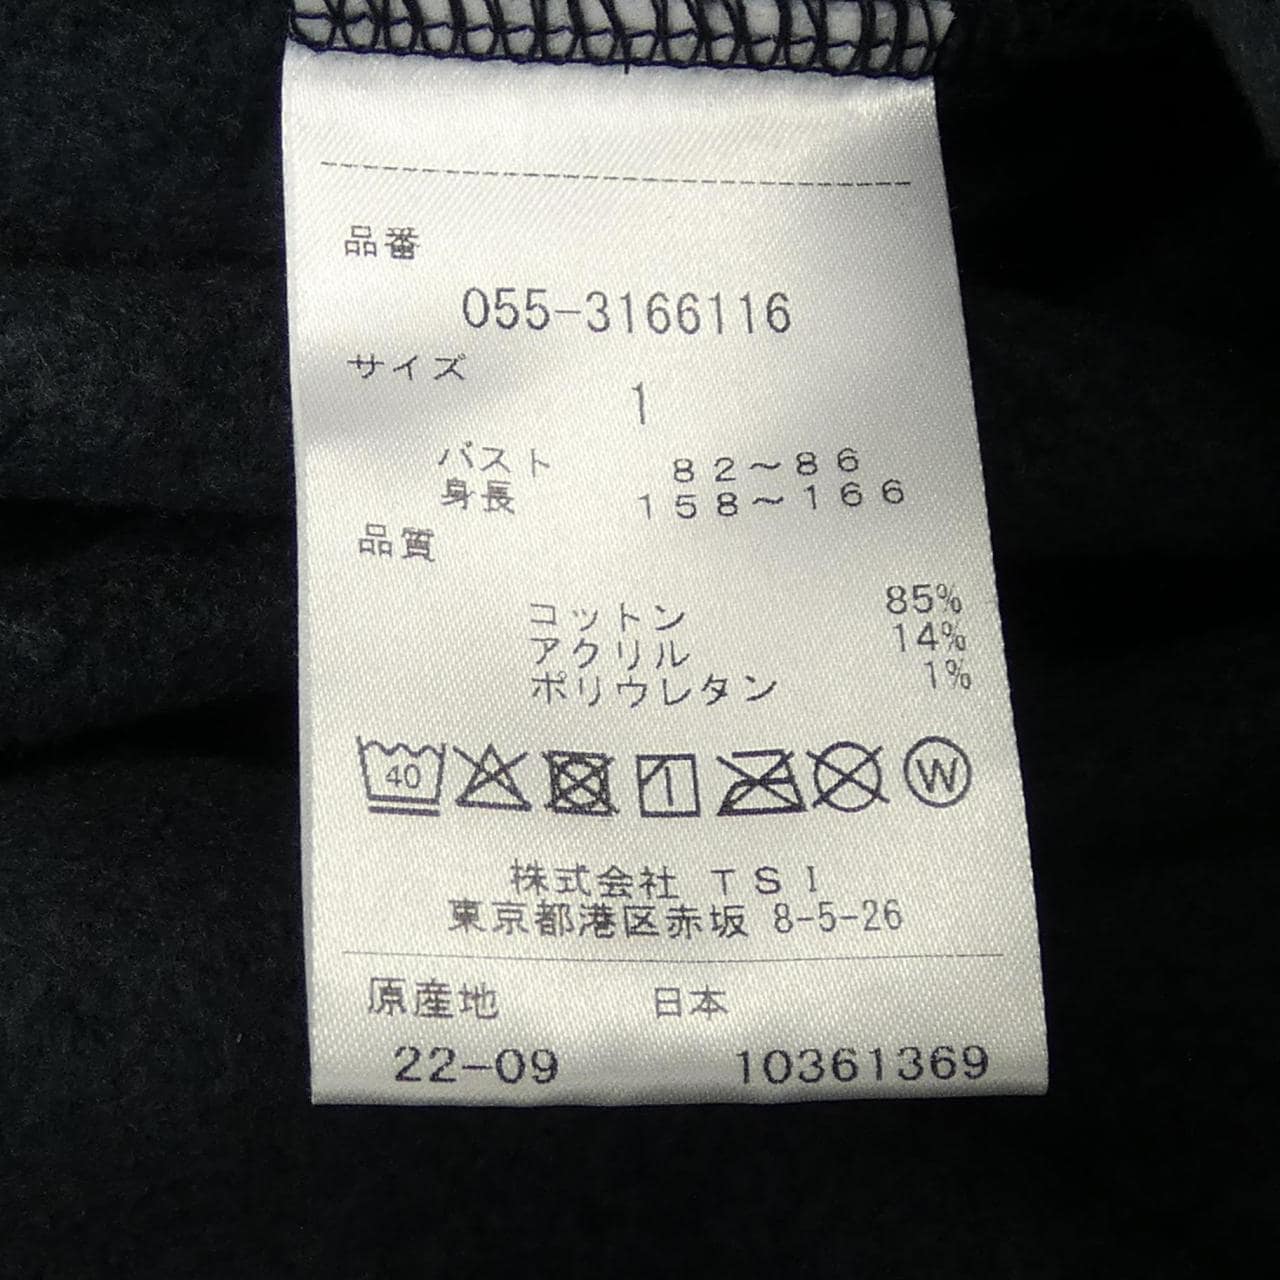 品番
055-3166116
サイズ
1
バスト 82～86
身長 158～166
品質
コットン 85%
アクリル 14%
ポリウレタン 1%
40 W
株式会社 TSI
東京都港区赤坂 8-5-26
原産地 日本
22-09 10361369